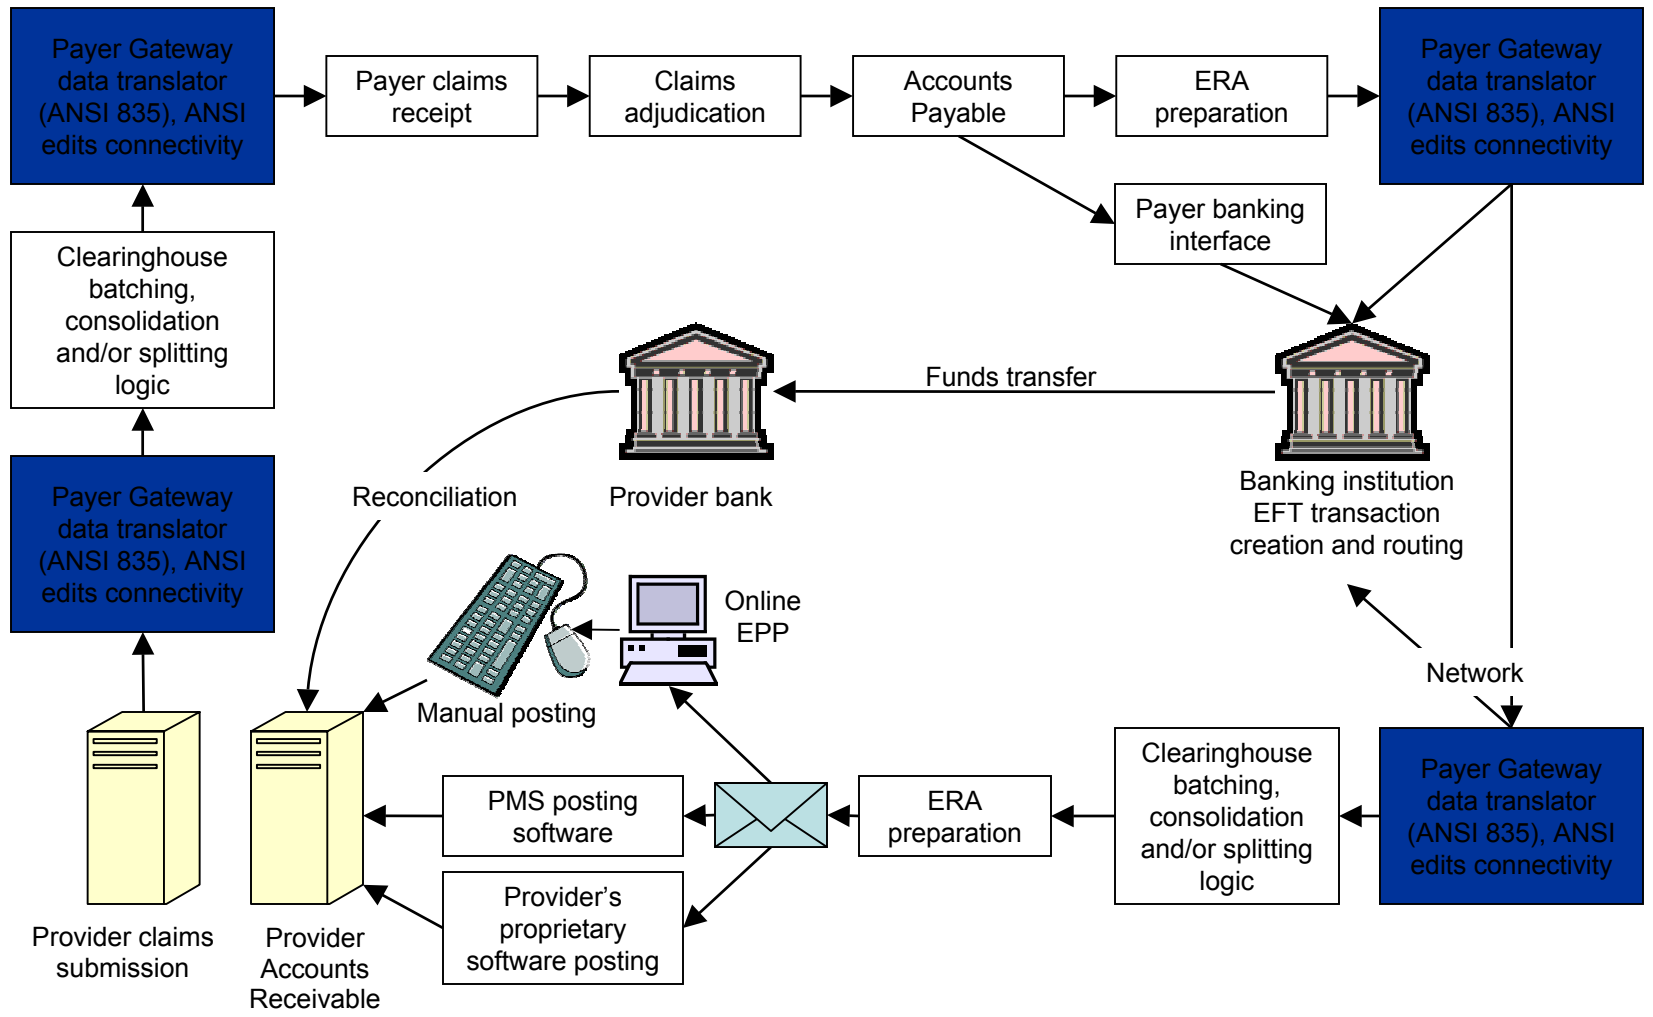 Payer Gateway
data translator
(ANSI 835), ANSI
edits connectivity
Payer claims
receipt
Claims
adjudication
Accounts
Payable
ERA
preparation
Payer Gateway
data translator
(ANSI 835), ANSI
edits connectivity
Payer banking
interface
Clearinghouse
batching,
consolidation
and/or splitting
logic
Funds transfer
Payer Gateway
data translator
(ANSI 835), ANSI
edits connectivity
Reconciliation
Provider bank
Banking institution
EFT transaction
creation and routing
Online
EPP
Network
Manual posting
PMS posting
software
ERA
preparation
Clearinghouse
batching,
consolidation
and/or splitting
logic
Payer Gateway
data translator
(ANSI 835), ANSI
edits connectivity
Provider’s
proprietary
software posting
Provider claims
submission
Provider
Accounts
Receivable